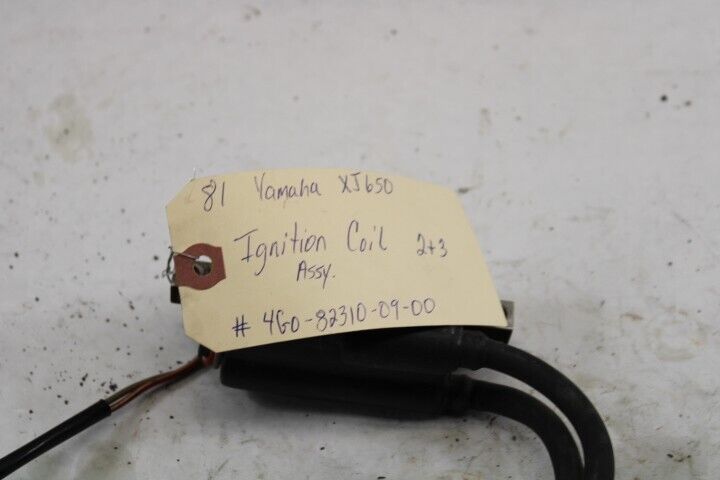 81 Yamaha XJ650
Ignition Coil 2+3
Assy.
# 4G0-82310-09-00